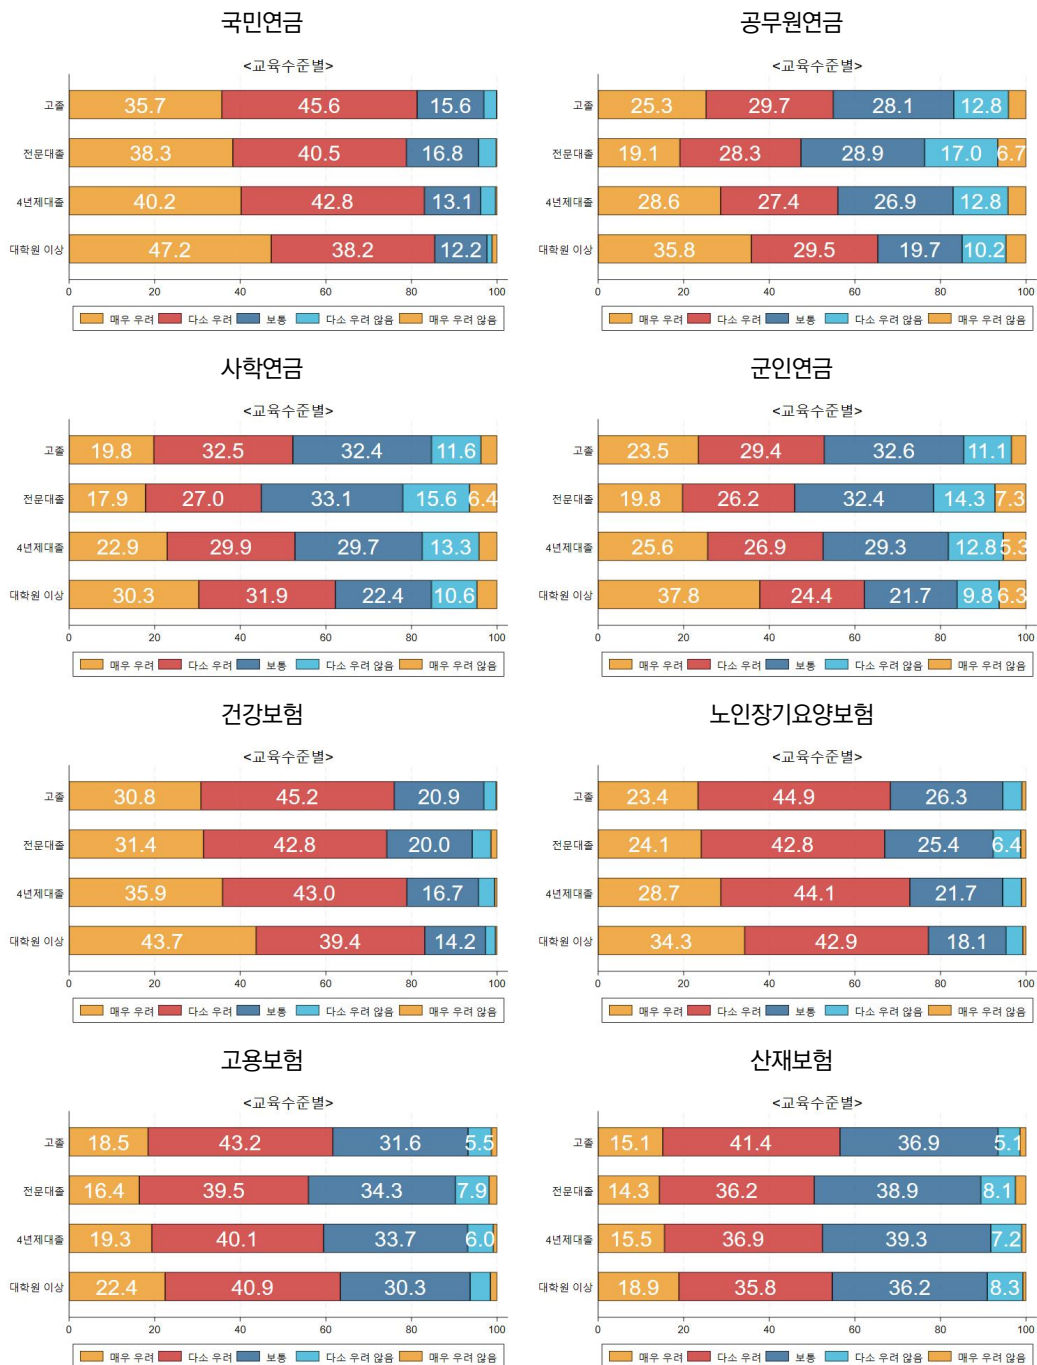 국민연금
<교육수준별>
고졸 35.7 45.6 15.6
전문대졸 38.3 40.5 16.8
4년제대졸 40.2 42.8 13.1
대학원 이상 47.2 38.2 12.2
0 20 40 60 80 100
매우 우려 다소 우려 보통 다소 우려 않음 매우 우려 않음
공무원연금
<교육수준별>
고졸 25.3 29.7 28.1 12.8
전문대졸 19.1 28.3 28.9 17.0 6.7
4년제대졸 28.6 27.4 26.9 12.8
대학원 이상 35.8 29.5 19.7 10.2
0 20 40 60 80 100
매우 우려 다소 우려 보통 다소 우려 않음 매우 우려 않음
사학연금
<교육수준별>
고졸 19.8 32.5 32.4 11.6
전문대졸 17.9 27.0 33.1 15.6 6.4
4년제대졸 22.9 29.9 29.7 13.3
대학원 이상 30.3 31.9 22.4 10.6
0 20 40 60 80 100
매우 우려 다소 우려 보통 다소 우려 않음 매우 우려 않음
군인연금
<교육수준별>
고졸 23.5 29.4 32.6 11.1
전문대졸 19.8 26.2 32.4 14.3 7.3
4년제대졸 25.6 26.9 29.3 12.8 5.3
대학원 이상 37.8 24.4 21.7 9.8 6.3
0 20 40 60 80 100
매우 우려 다소 우려 보통 다소 우려 않음 매우 우려 않음
건강보험
<교육수준별>
고졸 30.8 45.2 20.9
전문대졸 31.4 42.8 20.0
4년제대졸 35.9 43.0 16.7
대학원 이상 43.7 39.4 14.2
0 20 40 60 80 100
매우 우려 다소 우려 보통 다소 우려 않음 매우 우려 않음
노인장기요양보험
<교육수준별>
고졸 23.4 44.9 26.3
전문대졸 24.1 42.8 25.4 6.4
4년제대졸 28.7 44.1 21.7
대학원 이상 34.3 42.9 18.1
0 20 40 60 80 100
매우 우려 다소 우려 보통 다소 우려 않음 매우 우려 않음
고용보험
<교육수준별>
고졸 18.5 43.2 31.6 5.5
전문대졸 16.4 39.5 34.3 7.9
4년제대졸 19.3 40.1 33.7 6.0
대학원 이상 22.4 40.9 30.3
0 20 40 60 80 100
매우 우려 다소 우려 보통 다소 우려 않음 매우 우려 않음
산재보험
<교육수준별>
고졸 15.1 41.4 36.9 5.1
전문대졸 14.3 36.2 38.9 8.1
4년제대졸 15.5 36.9 39.3 7.2
대학원 이상 18.9 35.8 36.2 8.3
0 20 40 60 80 100
매우 우려 다소 우려 보통 다소 우려 않음 매우 우려 않음